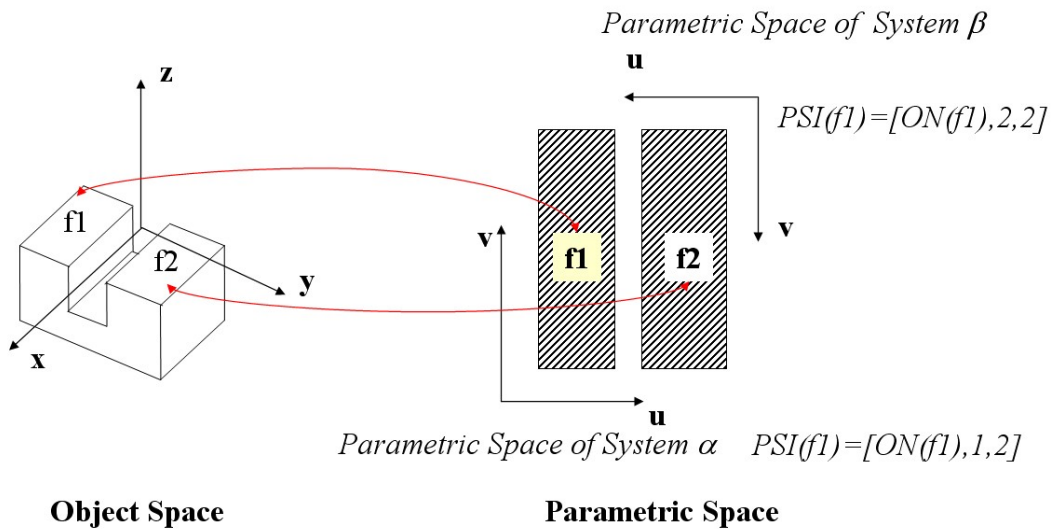 Parametric Space of System β
u
z
PSI(f1)=[ON(f1),2,2]
f1
v
v
f2
f1
f2
y
x
u
Parametric Space of System α
PSI(f1)=[ON(f1),1,2]
Object Space
Parametric Space